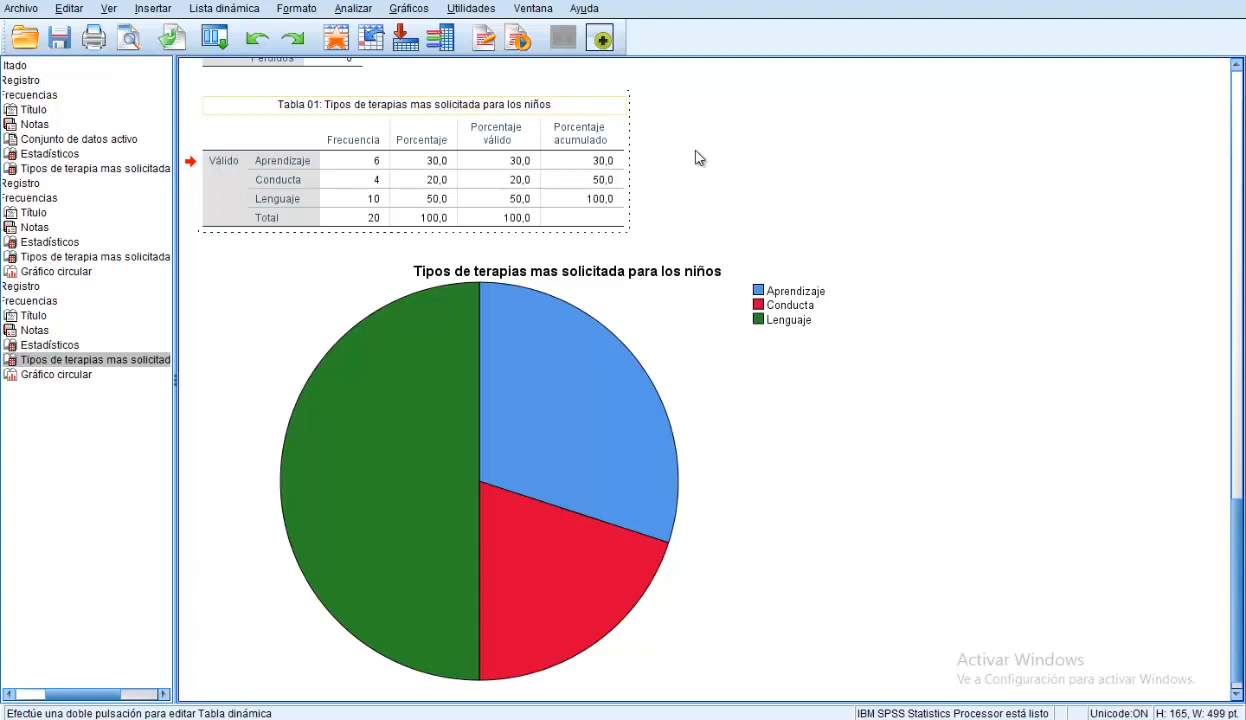 Archivo Editar Ver Insertar Lista dinámica Formato Analizar Gráficos Utilidades Ventana Ayuda
ltado
Registro
Frecuencias
Título
Notas
Conjunto de datos activo
Estadísticos
Tipos de terapia mas solicitada
Registro
Frecuencias
Título
Notas
Estadísticos
Tipos de terapia mas solicitada
Gráfico circular
Registro
Frecuencias
Título
Notas
Estadísticos
Tipos de terapias mas solicitad
Gráfico circular
Perdidos 0
Tabla 01: Tipos de terapias mas solicitada para los niños
Frecuencia Porcentaje Porcentaje válido Porcentaje acumulado
Válido Aprendizaje 6 30,0 30,0 30,0
Conducta 4 20,0 20,0 50,0
Lenguaje 10 50,0 50,0 100,0
Total 20 100,0 100,0
Tipos de terapias mas solicitada para los niños
Aprendizaje
Conducta
Lenguaje
Activar Windows
Ve a Configuración para activar Windows.
Efectúe una doble pulsación para editar Tabla dinámica IBM SPSS Statistics Processor está listo Unicode:ON H: 165, W: 499 pt.